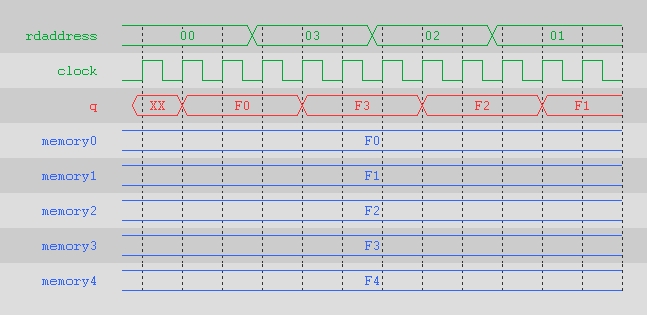 rdaddress 00 03 02 01
clock
q XX F0 F3 F2 F1
memory0 F0
memory1 F1
memory2 F2
memory3 F3
memory4 F4